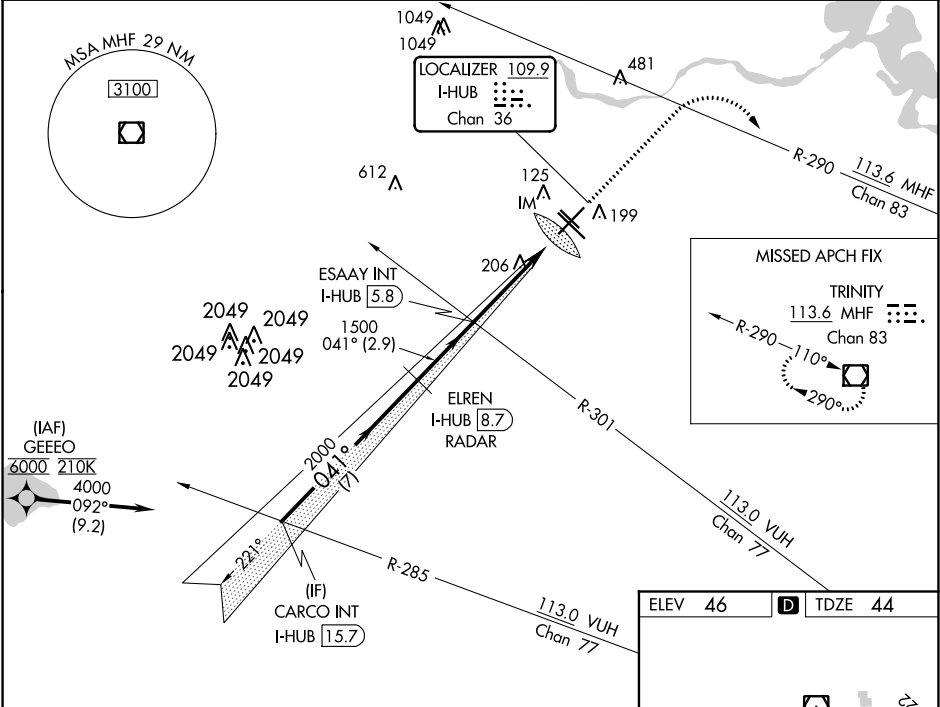 MSA MHF 29 NM
3100
1049
1049
LOCALIZER 109.9
I-HUB
Chan 36
481
R-290
113.6 MHF
Chan 83
612
125
IM
199
206
ESAAY INT
I-HUB 5.8
1500
041° (2.9)
2049
2049
2049
2049
2049
ELREN
I-HUB 8.7
RADAR
MISSED APCH FIX
TRINITY
113.6 MHF
Chan 83
R-290
110°
290°
R-301
113.0 VUH
Chan 77
(IAF)
GEEEO
6000 210K
4000
092°
(9.2)
2000
041°
(7)
221°
(IF)
CARCO INT
I-HUB 15.7
R-285
113.0 VUH
Chan 77
ELEV 46 D TDZE 44
22